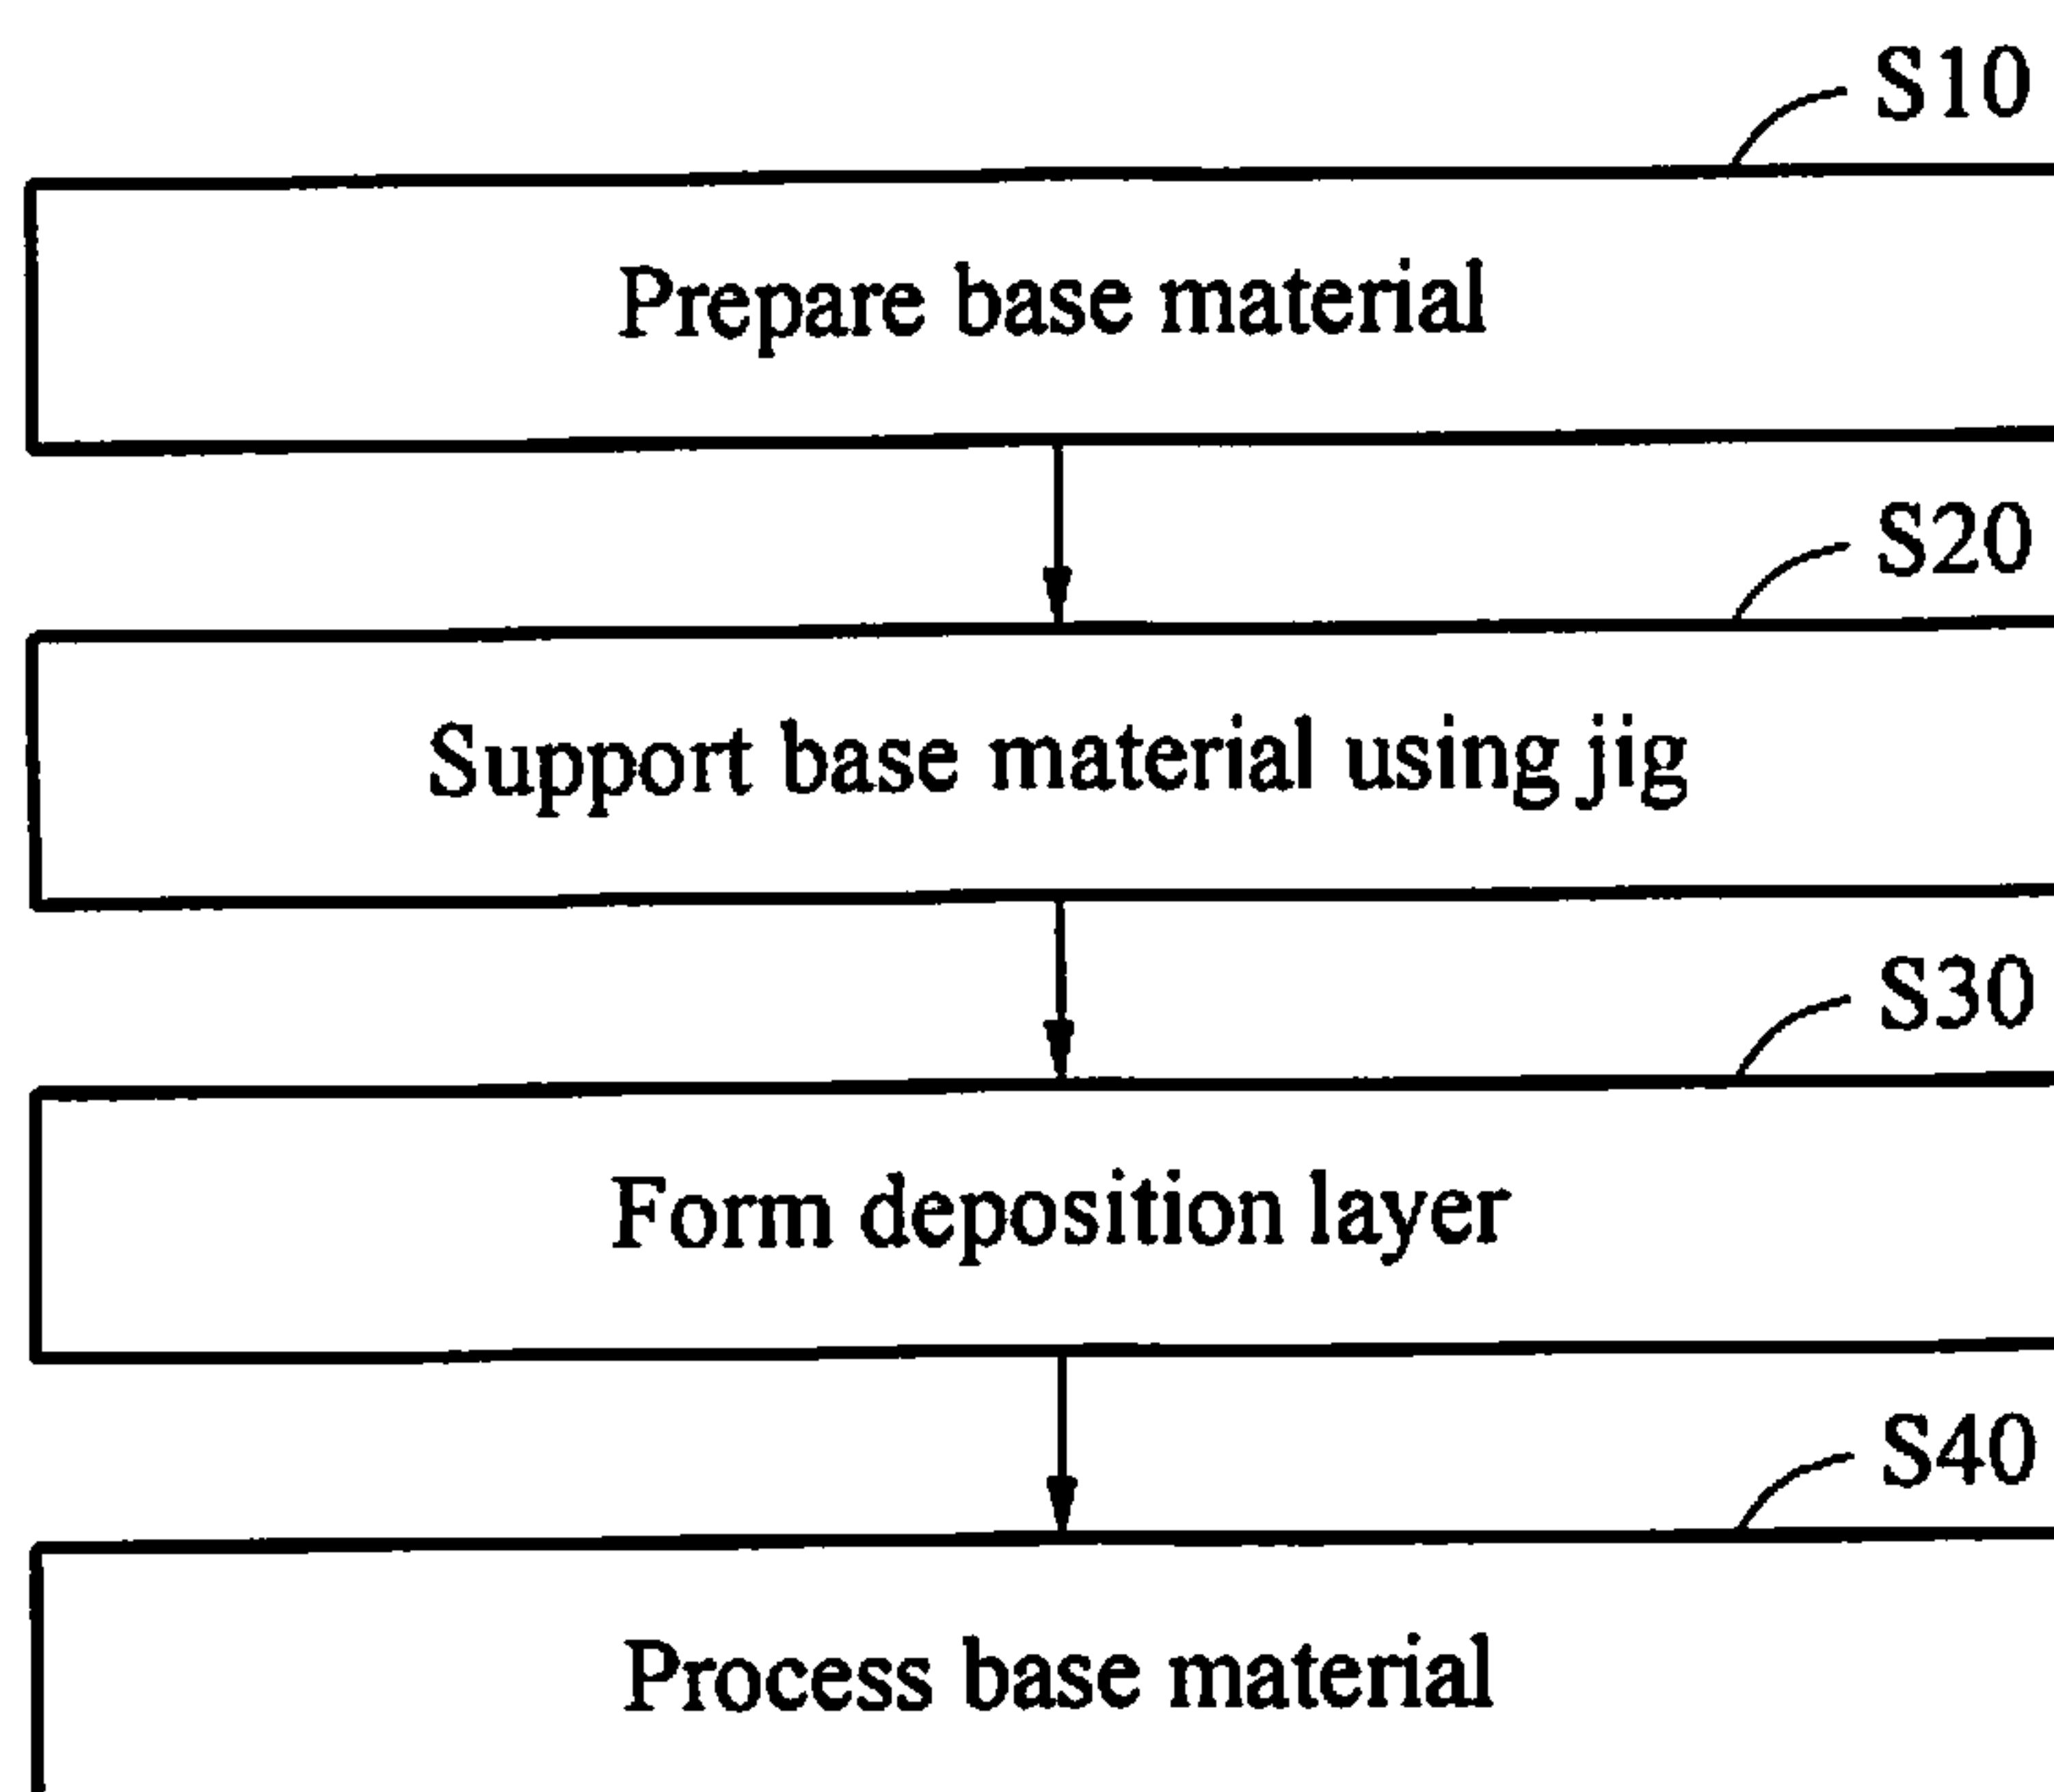 S10
Prepare base material
S20
Support base material using jig
S30
Form deposition layer
S40
Process base material